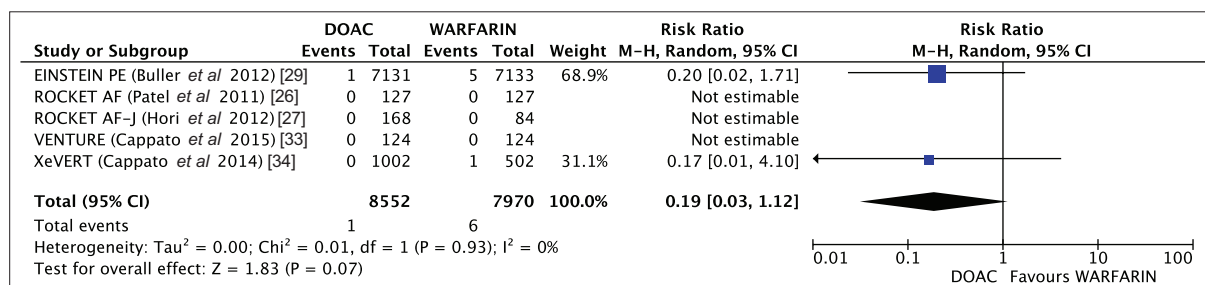 DOAC WARFARIN Risk Ratio Risk Ratio
Study or Subgroup Events Total Events Total Weight M-H, Random, 95% CI M-H, Random, 95% CI
EINSTEIN PE (Buller et al 2012) [29] 1 7131 5 7133 68.9% 0.20 [0.02, 1.71]
ROCKET AF (Patel et al 2011) [26] 0 127 0 127 Not estimable
ROCKET AF-J (Hori et al 2012) [27] 0 168 0 84 Not estimable
VENTURE (Cappato et al 2015) [33] 0 124 0 124 Not estimable
XeVERT (Cappato et al 2014) [34] 0 1002 1 502 31.1% 0.17 [0.01, 4.10]
Total (95% CI) 8552 7970 100.0% 0.19 [0.03, 1.12]
Total events 1 6
Heterogeneity: Tau² = 0.00; Chi² = 0.01, df = 1 (P = 0.93); I² = 0%
Test for overall effect: Z = 1.83 (P = 0.07)
0.01 0.1 1 10 100
DOAC Favours WARFARIN